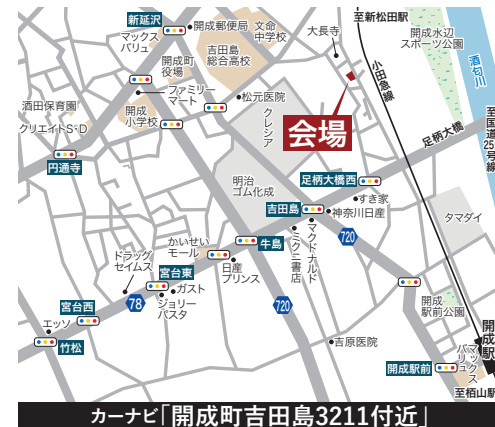 新延沢
マックス
バリュ
開成郵便局
文命
中学校
吉田島
総合高校
開成町
役場
大長寺
至新松田駅
開成水辺
スポーツ公園
酒匂川
小田急線
酒田保育園
クリエイトS・D
ファミリー
マート
開成
小学校
松元医院
クレシア
会場
足柄大橋
至国道255号線
円通寺
明治
ゴム化成
足柄大橋西
すき家
吉田島
神奈川日産
タマダイ
720
かいせい
モール
牛島
ミクニ書店
マクドナルド
ドラッグ
セイムス
宮台東
日産
プリンス
ガスト
ジョリー
パスタ
78
720
宮台西
エッソ
竹松
吉原医院
開成
駅前公園
開成駅
開成駅前
マックス
バリュ
至栢山駅
カーナビ「開成町吉田島3211付近」